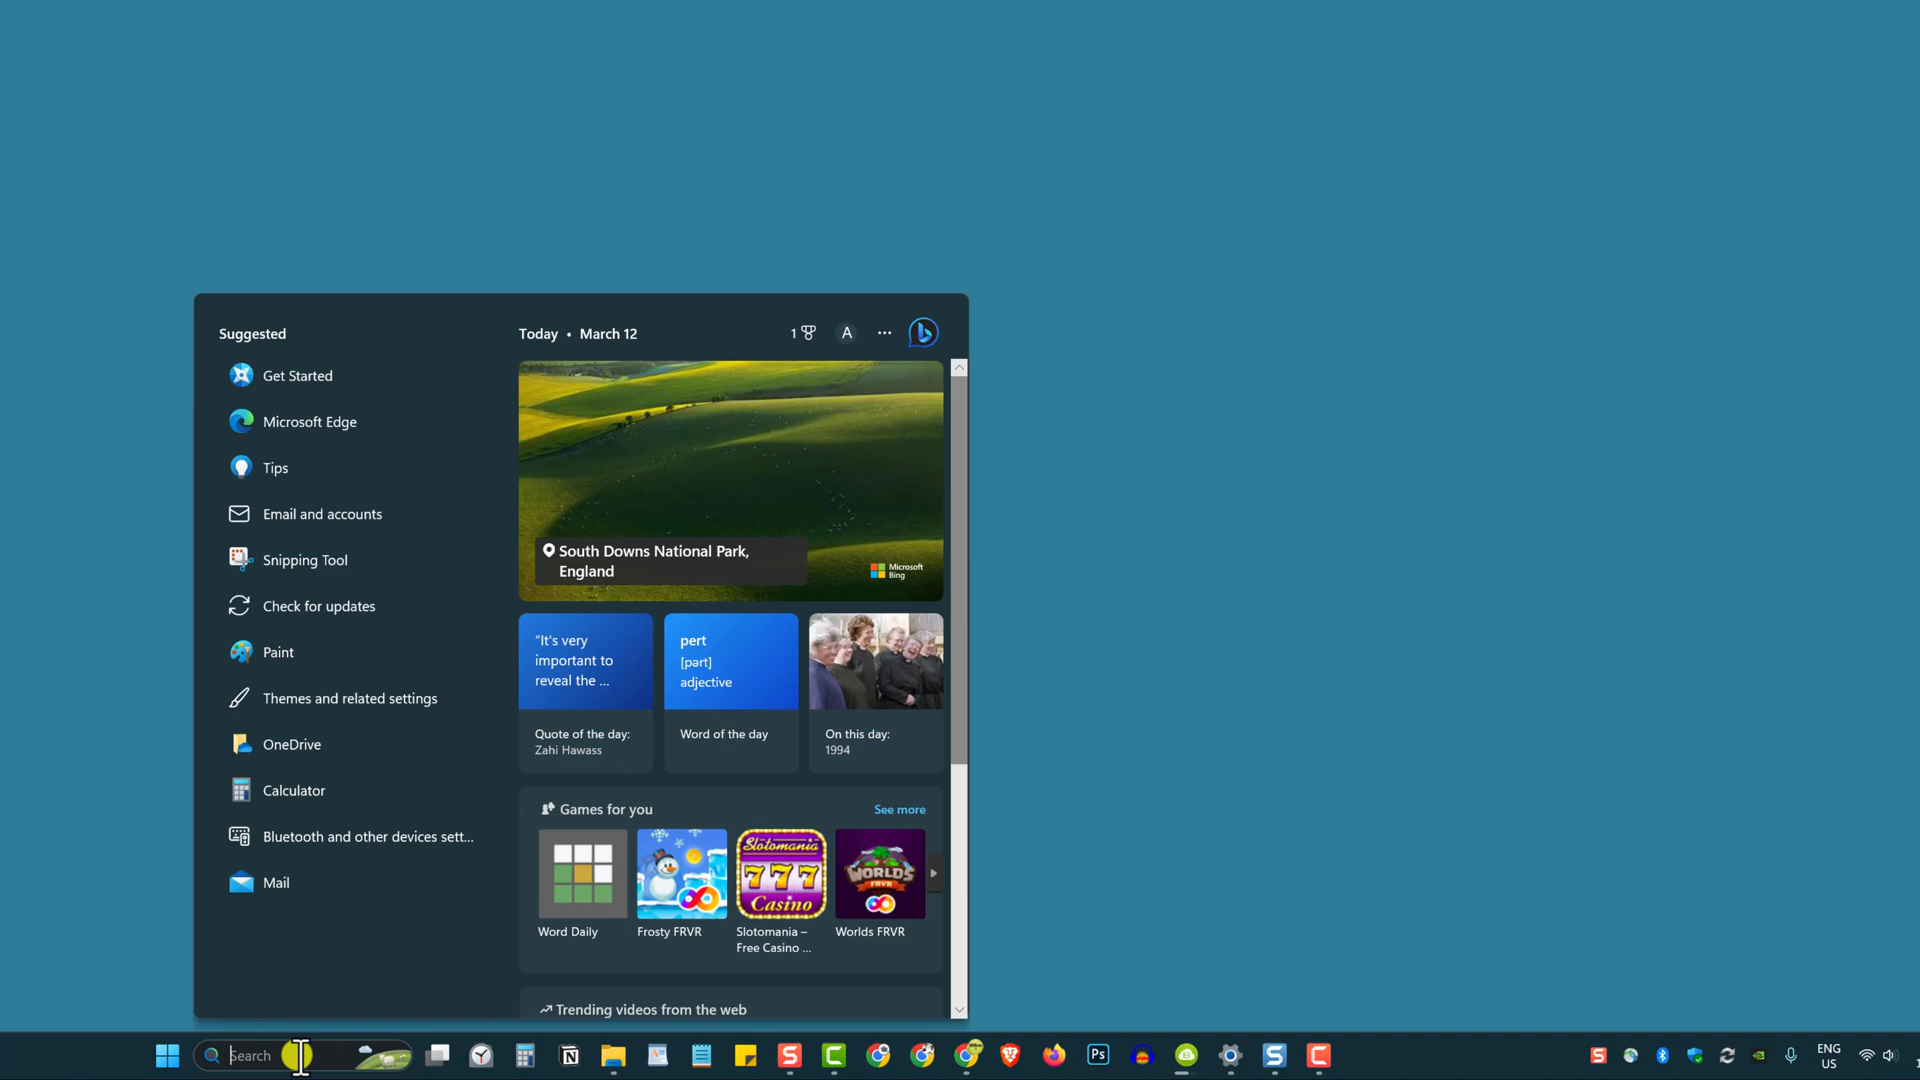 Suggested
Get Started
Microsoft Edge
Tips
Email and accounts
Snipping Tool
Check for updates
Paint
Themes and related settings
OneDrive
Calculator
Bluetooth and other devices sett...
Mail
Today • March 12
1
A
South Downs National Park,
England
Microsoft
Bing
“It's very
important to
reveal the ...
Quote of the day:
Zahi Hawass
pert
[pərt]
adjective
Word of the day
On this day:
1994
Games for you
See more
Word Daily
Frosty FRVR
Slotomania
777
Casino
Slotomania –
Free Casino ...
WORLDS
FRVR
Worlds FRVR
Trending videos from the web
Search
Ps
ENG
US